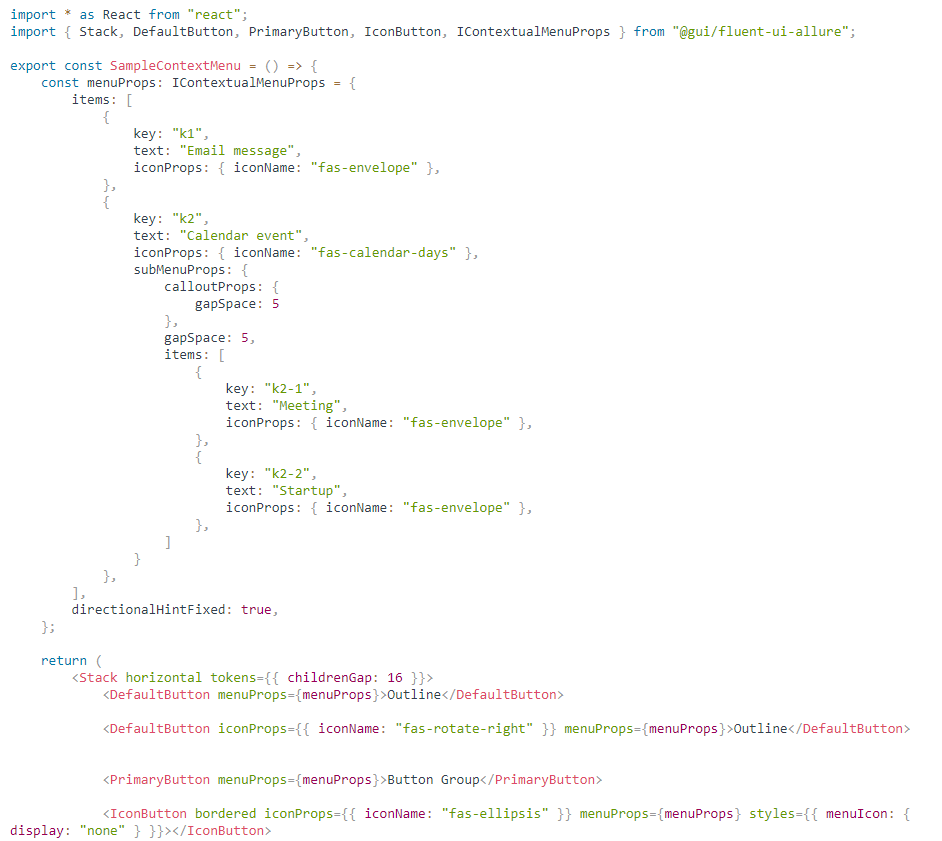 import * as React from "react";
import { Stack, DefaultButton, PrimaryButton, IconButton, IContextualMenuProps } from "@gui/fluent-ui-allure";

export const SampleContextMenu = () => {
    const menuProps: IContextualMenuProps = {
        items: [
            {
                key: "k1",
                text: "Email message",
                iconProps: { iconName: "fas-envelope" },
            },
            {
                key: "k2",
                text: "Calendar event",
                iconProps: { iconName: "fas-calendar-days" },
                subMenuProps: {
                    calloutProps: {
                        gapSpace: 5
                    },
                    gapSpace: 5,
                    items: [
                        {
                            key: "k2-1",
                            text: "Meeting",
                            iconProps: { iconName: "fas-envelope" },
                        },
                        {
                            key: "k2-2",
                            text: "Startup",
                            iconProps: { iconName: "fas-envelope" },
                        },
                    ]
                }
            },
        ],
        directionalHintFixed: true,
    };

    return (
        <Stack horizontal tokens={{ childrenGap: 16 }}>
            <DefaultButton menuProps={menuProps}>Outline</DefaultButton>

            <DefaultButton iconProps={{ iconName: "fas-rotate-right" }} menuProps={menuProps}>Outline</DefaultButton>


            <PrimaryButton menuProps={menuProps}>Button Group</PrimaryButton>

            <IconButton bordered iconProps={{ iconName: "fas-ellipsis" }} menuProps={menuProps} styles={{ menuIcon: {
display: "none" } }}></IconButton>